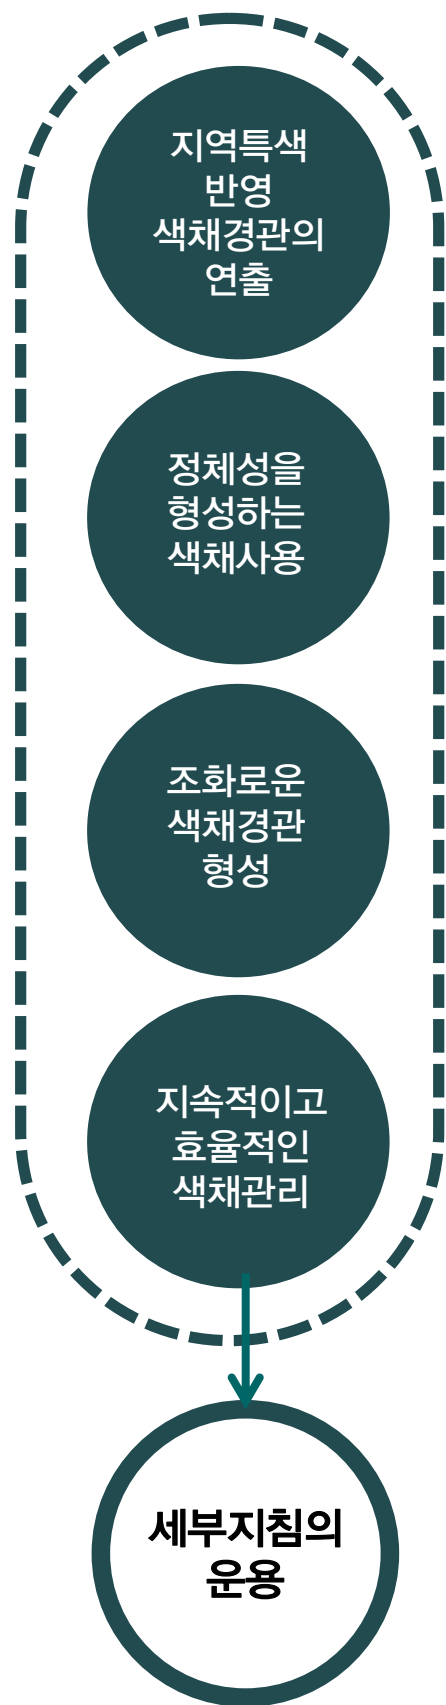 지역특색
반영
색채경관의
연출
정체성을
형성하는
색채사용
조화로운
색채경관
형성
지속적이고
효율적인
색채관리
세부지침의
운용